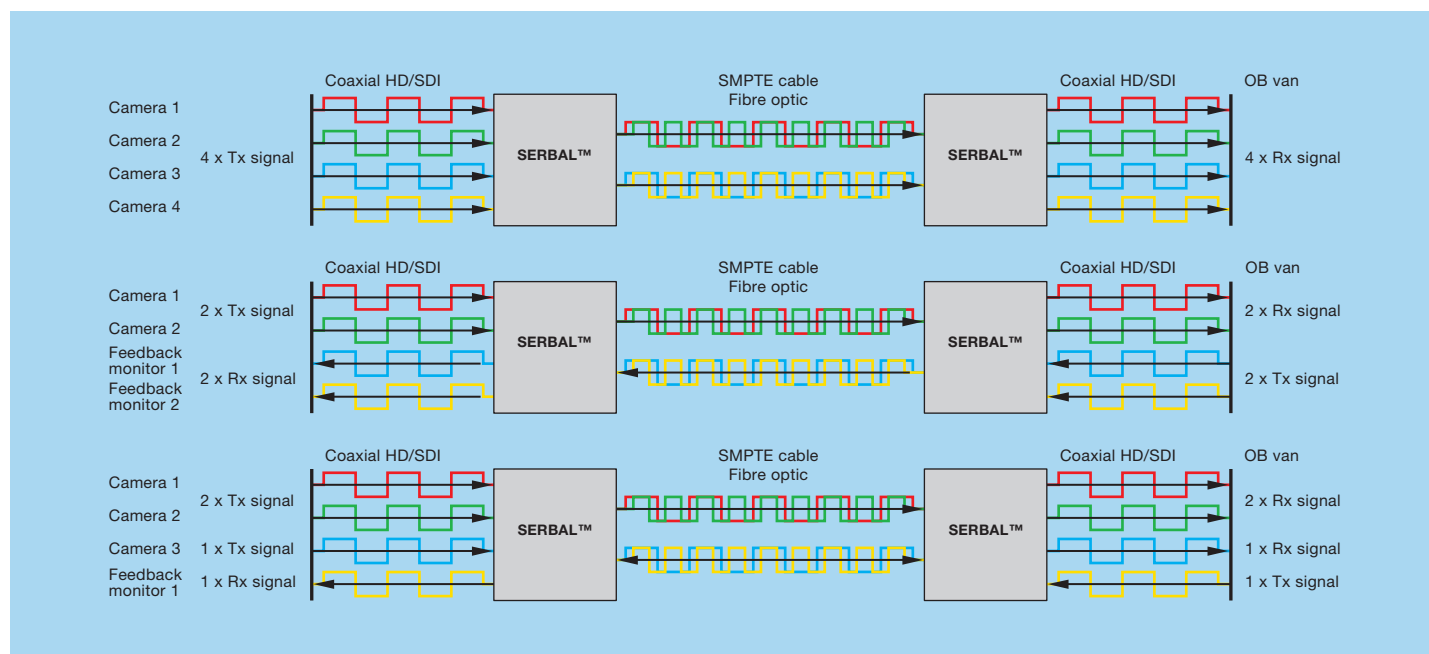 Coaxial HD/SDI
SMPTE cable
Fibre optic
Coaxial HD/SDI
OB van
Camera 1
Camera 2
4 x Tx signal
Camera 3
Camera 4
SERBAL™
SERBAL™
4 x Rx signal
Coaxial HD/SDI
SMPTE cable
Fibre optic
Coaxial HD/SDI
OB van
Camera 1
2 x Tx signal
Camera 2
Feedback
monitor 1
2 x Rx signal
Feedback
monitor 2
SERBAL™
SERBAL™
2 x Rx signal
2 x Tx signal
Coaxial HD/SDI
SMPTE cable
Fibre optic
Coaxial HD/SDI
OB van
Camera 1
2 x Tx signal
Camera 2
Camera 3 1 x Tx signal
Feedback
monitor 1
1 x Rx signal
SERBAL™
SERBAL™
2 x Rx signal
1 x Rx signal
1 x Tx signal